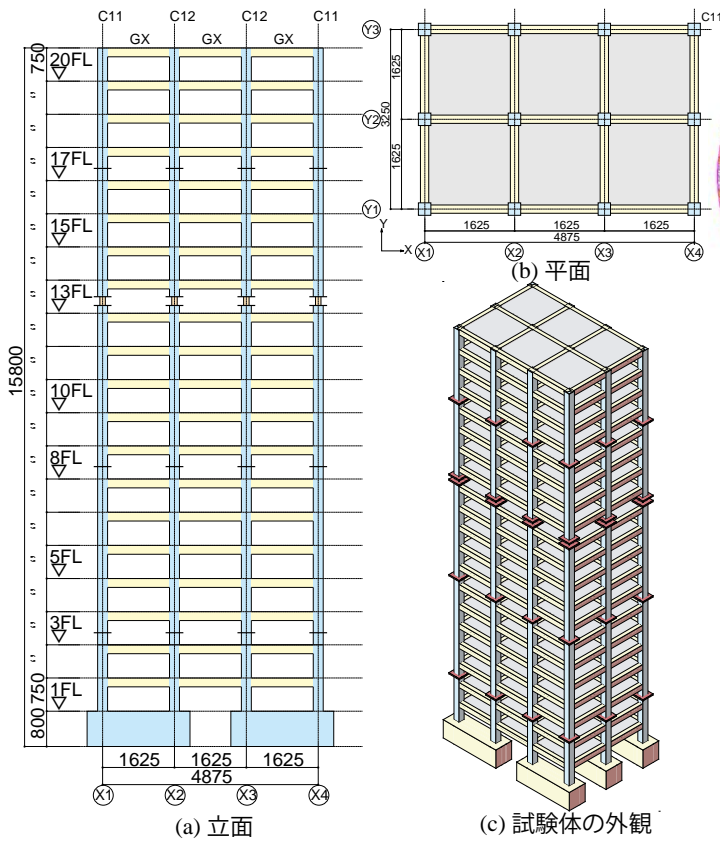 C11 C12 C12 C11
GX GX GX
750
20FL
〃
〃
17FL
〃
15FL
〃
〃
13FL
〃
〃
10FL
〃
8FL
〃
〃
5FL
〃
3FL
〃
750
1FL
800
15800
1625 1625 1625
4875
X1 X2 X3 X4
(a) 立面
C11
Y3
1625
3250
Y2
1625
Y1
Y
X
1625 1625 1625
4875
X1 X2 X3 X4
(b) 平面
(c) 試験体の外観